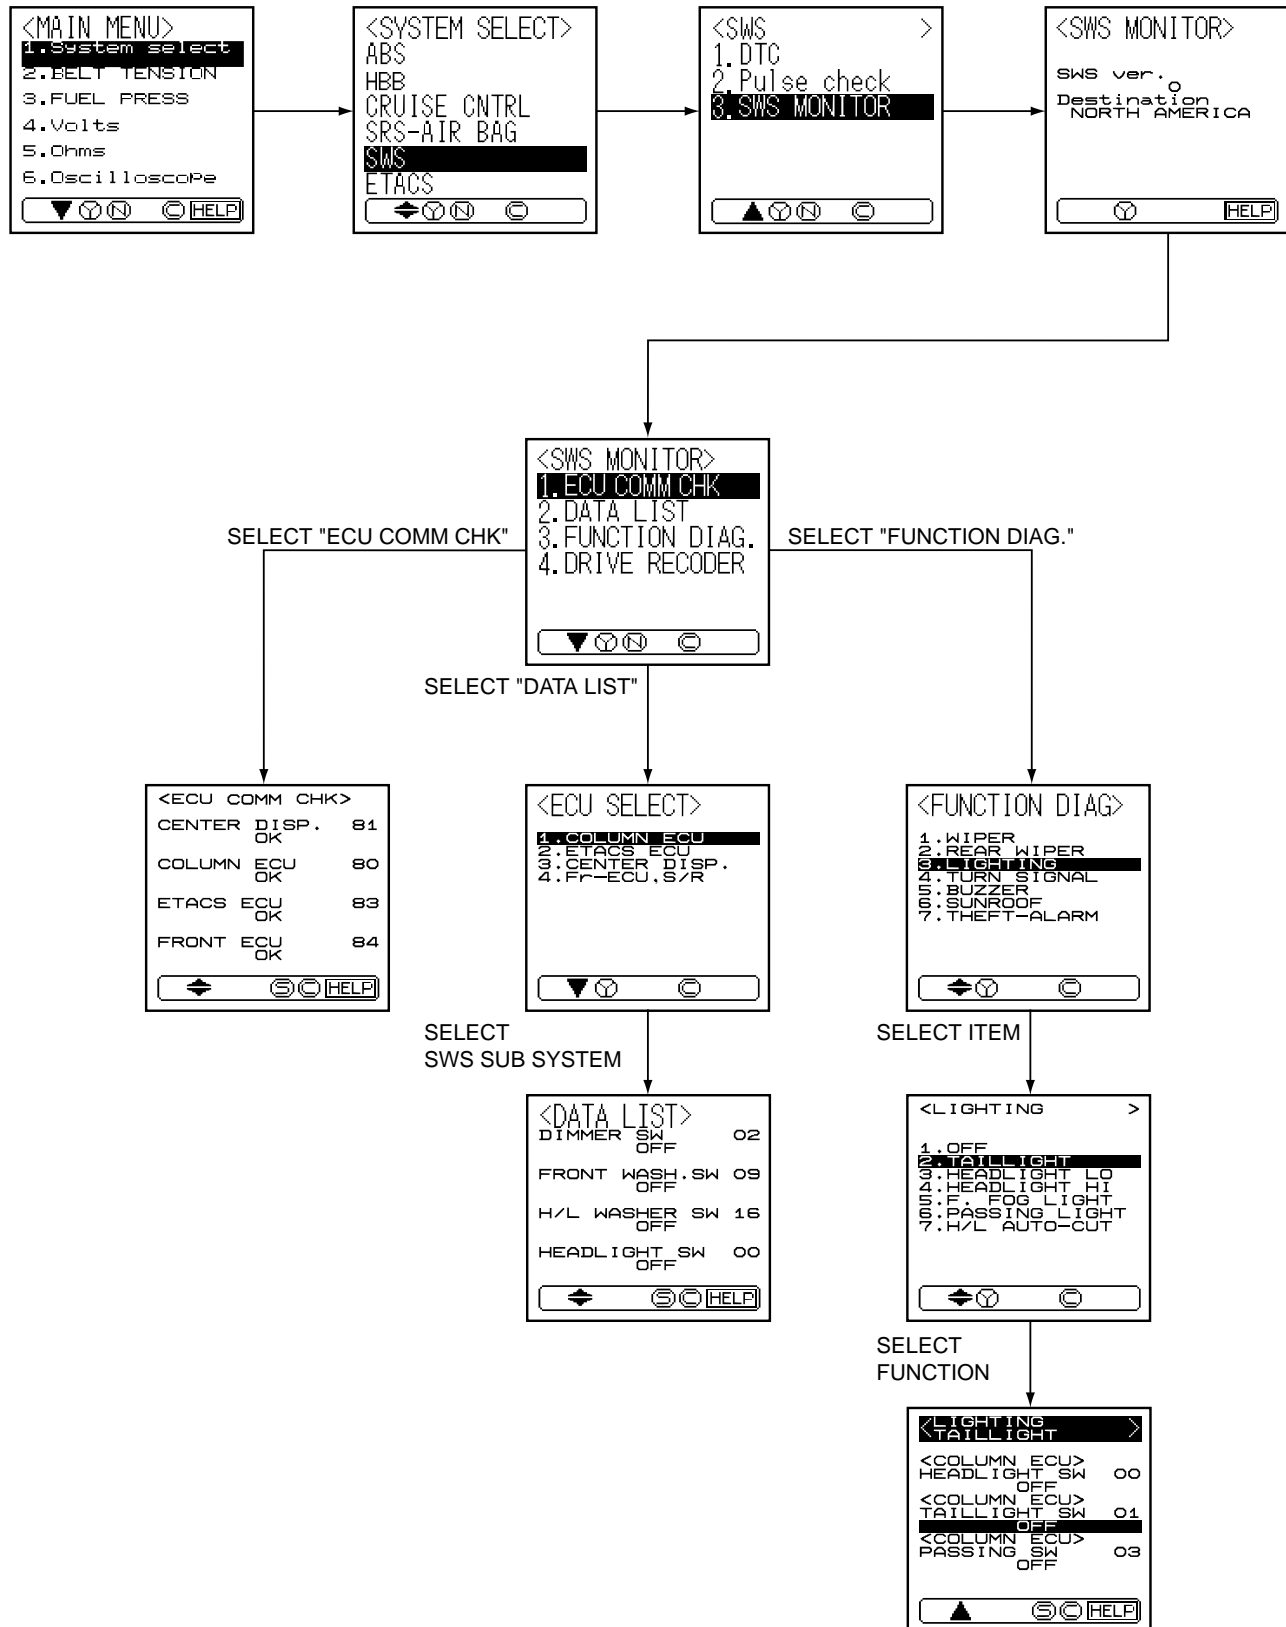 <MAIN MENU>
1.System select
2.BELT TENSION
3.FUEL PRESS
4.Volts
5.Ohms
6.Oscilloscope
Y N C HELP
<SYSTEM SELECT>
ABS
HBB
CRUISE CNTRL
SRS-AIR BAG
SWS
ETACS
Y N C
<SWS >
1.DTC
2.Pulse check
3.SWS MONITOR
Y N C
<SWS MONITOR>
SWS ver.
0
Destination
NORTH AMERICA
Y HELP
<SWS MONITOR>
1.ECU COMM CHK
2.DATA LIST
3.FUNCTION DIAG.
4.DRIVE RECODER
Y N C
SELECT "ECU COMM CHK"
SELECT "FUNCTION DIAG."
SELECT "DATA LIST"
<ECU COMM CHK>
CENTER DISP. 81
OK
COLUMN ECU 80
OK
ETACS ECU 83
OK
FRONT ECU 84
OK
S C HELP
<ECU SELECT>
1.COLUMN ECU
2.ETACS ECU
3.CENTER DISP.
4.Fr-ECU,S/R
Y C
<FUNCTION DIAG>
1.WIPER
2.REAR WIPER
3.LIGHTING
4.TURN SIGNAL
5.BUZZER
6.SUNROOF
7.THEFT-ALARM
Y C
SELECT
SWS SUB SYSTEM
SELECT ITEM
<DATA LIST>
DIMMER SW 02
OFF
FRONT WASH.SW 09
OFF
H/L WASHER SW 16
OFF
HEADLIGHT SW 00
OFF
S C HELP
<LIGHTING >
1.OFF
2.TAILLIGHT
3.HEADLIGHT LO
4.HEADLIGHT HI
5.F. FOG LIGHT
6.PASSING LIGHT
7.H/L AUTO-CUT
Y C
SELECT
FUNCTION
<LIGHTING
TAILLIGHT >
<COLUMN ECU>
HEADLIGHT SW 00
OFF
<COLUMN ECU>
TAILLIGHT SW 01
OFF
<COLUMN ECU>
PASSING SW 03
OFF
S C HELP